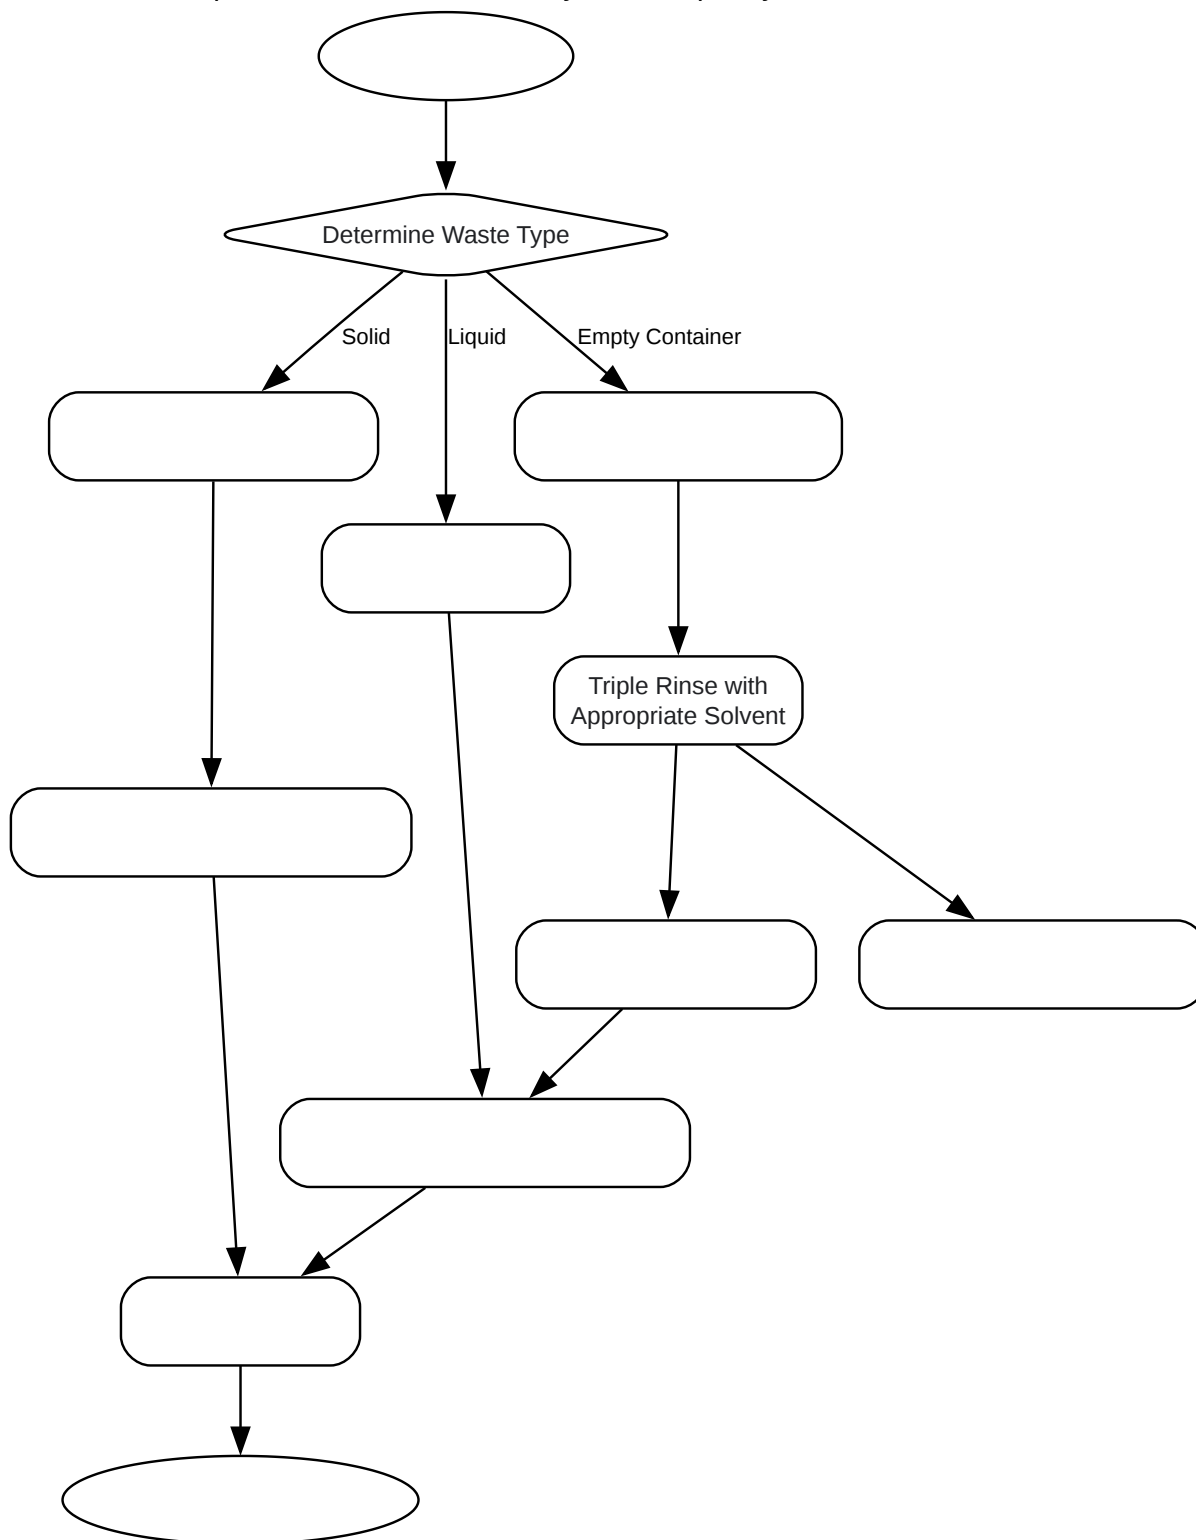 Determine Waste Type
Solid
Liquid
Empty Container
Triple Rinse with
Appropriate Solvent